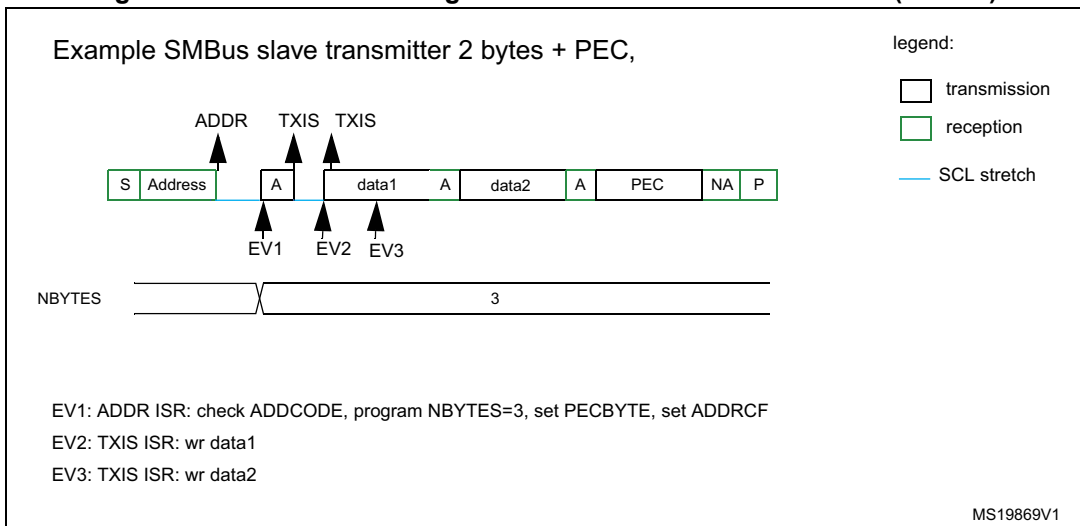 Example SMBus slave transmitter 2 bytes + PEC,
legend:
transmission
reception
SCL stretch
ADDR TXIS TXIS
S Address A data1 A data2 A PEC NA P
EV1 EV2 EV3
NBYTES 3
EV1: ADDR ISR: check ADDCODE, program NBYTES=3, set PECBYTE, set ADDRCF
EV2: TXIS ISR: wr data1
EV3: TXIS ISR: wr data2
MS19869V1